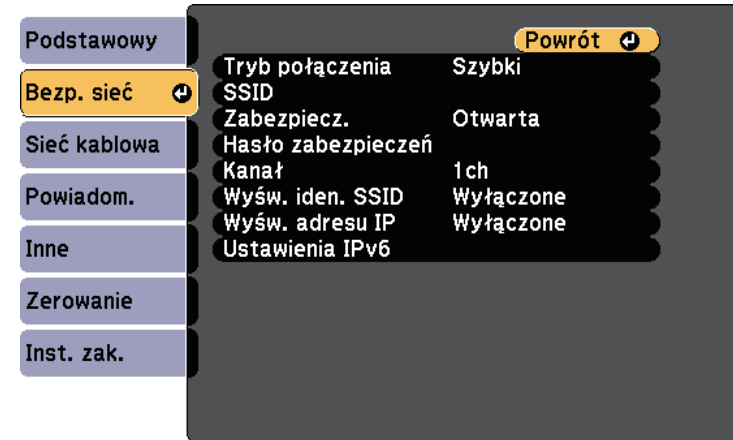 Podstawowy
Bezp. sieć
Sieć kablowa
Powiadom.
Inne
Zerowanie
Inst. zak.
Powrót
Tryb połączenia Szybki
SSID
Zabezpiecz. Otwarta
Hasło zabezpieczeń
Kanał 1ch
Wyśw. iden. SSID Wyłączone
Wyśw. adresu IP Wyłączone
Ustawienia IPv6